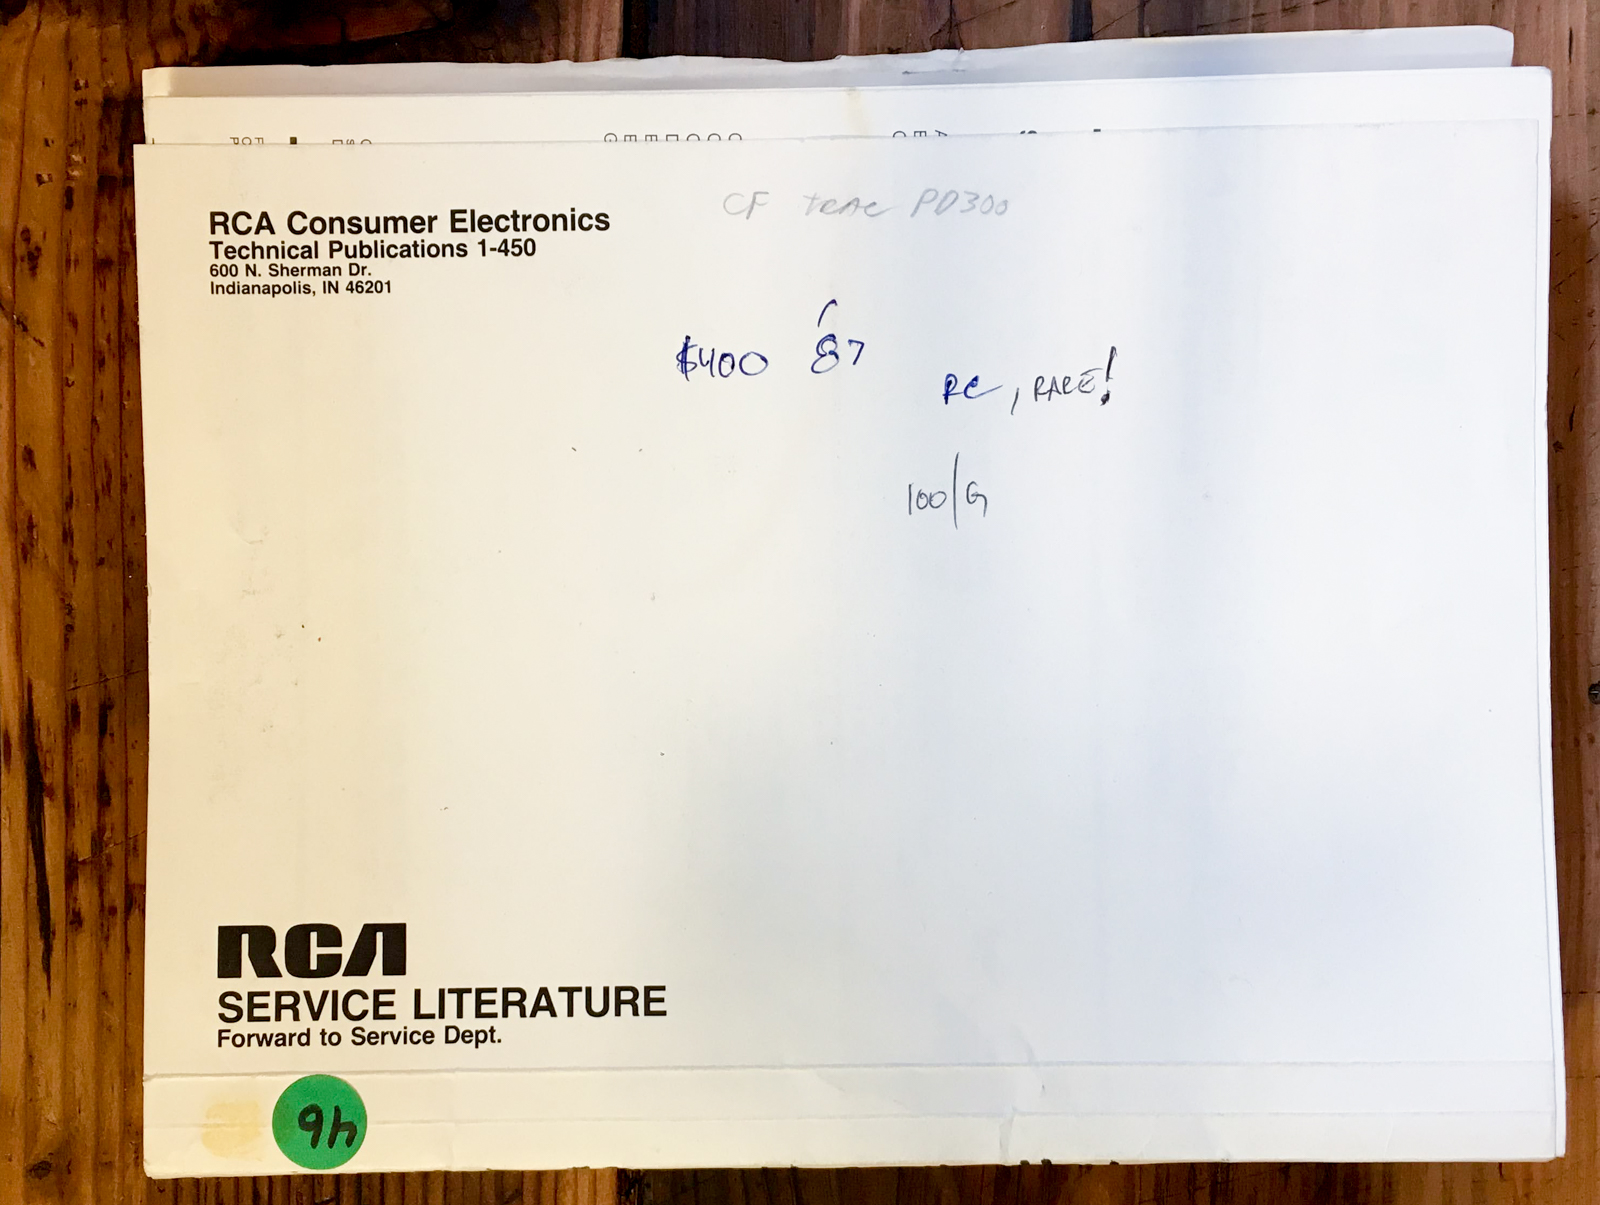 CF teac PD300
RCA Consumer Electronics
Technical Publications 1-450
600 N. Sherman Dr.
Indianapolis, IN 46201
$400 '87
RC, RARE!
100/G
RCA
SERVICE LITERATURE
Forward to Service Dept.
46